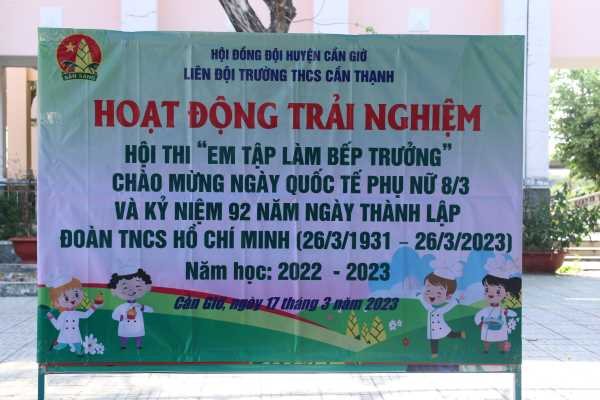 SẴN SÀNG
HỘI ĐỒNG ĐỘI HUYỆN CẦN GIỜ
LIÊN ĐỘI TRƯỜNG THCS CẦN THẠNH
HOẠT ĐỘNG TRẢI NGHIỆM
HỘI THI “EM TẬP LÀM BẾP TRƯỞNG”
CHÀO MỪNG NGÀY QUỐC TẾ PHỤ NỮ 8/3
VÀ KỶ NIỆM 92 NĂM NGÀY THÀNH LẬP
ĐOÀN TNCS HỒ CHÍ MINH (26/3/1931 – 26/3/2023)
Năm học: 2022 - 2023
Cần Giờ, ngày 17 tháng 3 năm 2023